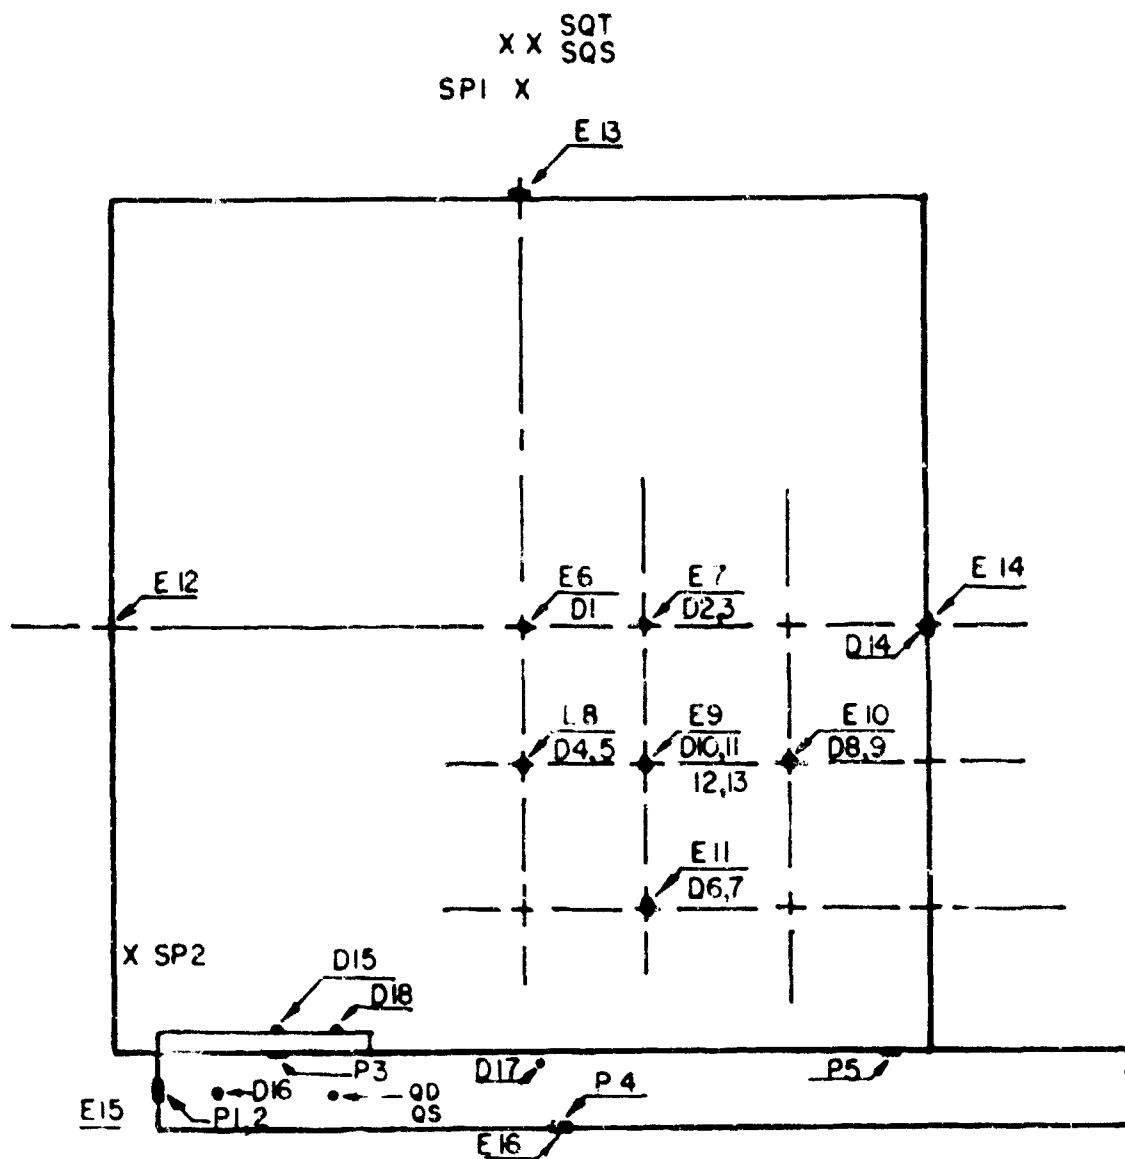 X X SQT
SQS
SP1 X
E 13
E 12
E6
D1
E 7
D2,3
E 14
D14
L8
D4,5
E9
D10,11
12,13
E 10
D8,9
E 11
D6,7
X SP2
D15
D18
P3
D17
P5
D16
QD
QS
P 4
E15
P1,2
E16